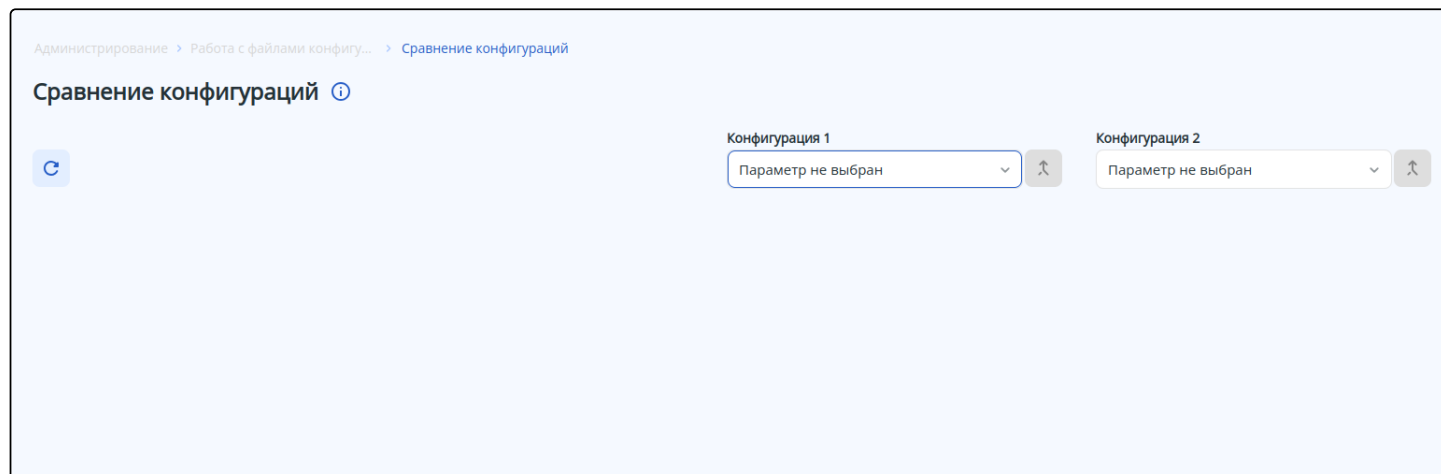 Администрирование > Работа с файлами конфигу... > Сравнение конфигураций
Сравнение конфигураций
Конфигурация 1
Конфигурация 2
Параметр не выбран
Параметр не выбран